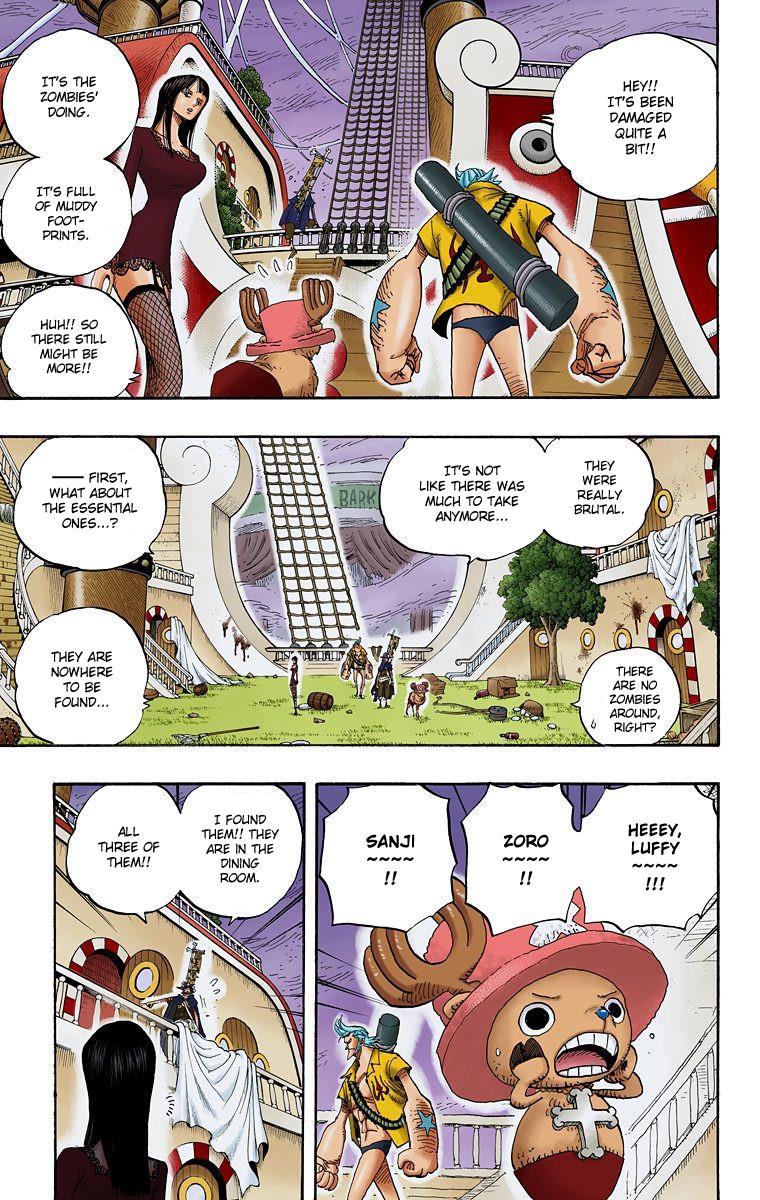 HEY!!
IT'S BEEN
DAMAGED
QUITE A
BIT!!
IT'S THE
ZOMBIES'
DOING.
IT'S FULL
OF MUDDY
FOOT-
PRINTS.
HUH!! SO
THERE STILL
MIGHT BE
MORE!!
THEY
WERE
REALLY
BRUTAL.
IT'S NOT
LIKE THERE WAS
MUCH TO TAKE
ANYMORE...
BARK
— FIRST,
WHAT ABOUT
THE ESSENTIAL
ONES...?
THERE
ARE NO
ZOMBIES
AROUND,
RIGHT?
THEY ARE
NOWHERE
TO BE
FOUND...
HEEEY,
LUFFY
~~~~
!!!
ZORO
~~~~
!!
SANJI
~~~~
!!
I FOUND
THEM!! THEY
ARE IN THE
DINING
ROOM.
ALL
THREE OF
THEM!!